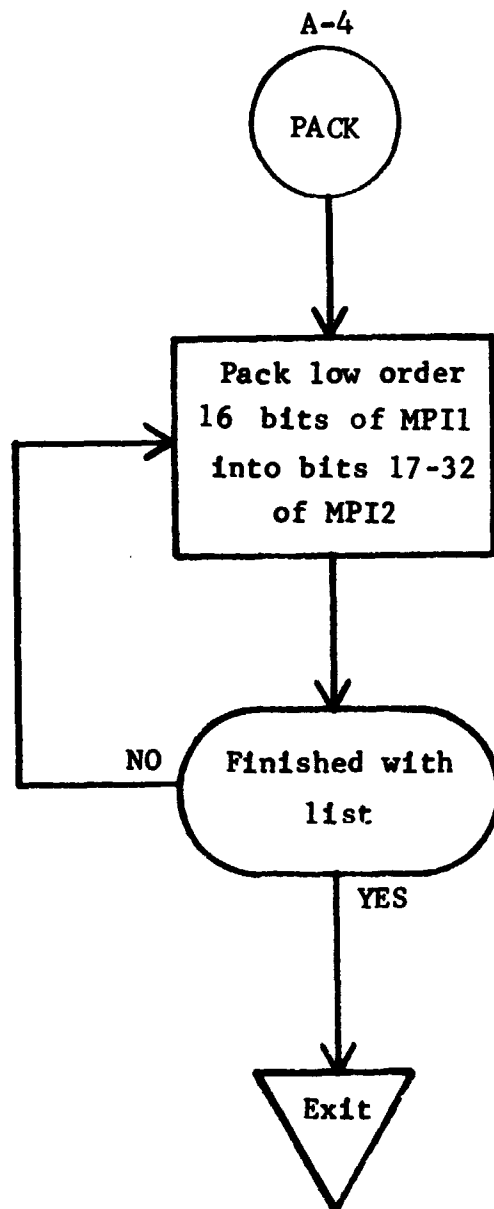 A-4
PACK
Pack low order
16 bits of MPI1
into bits 17-32
of MPI2
NO
Finished with
list
YES
Exit